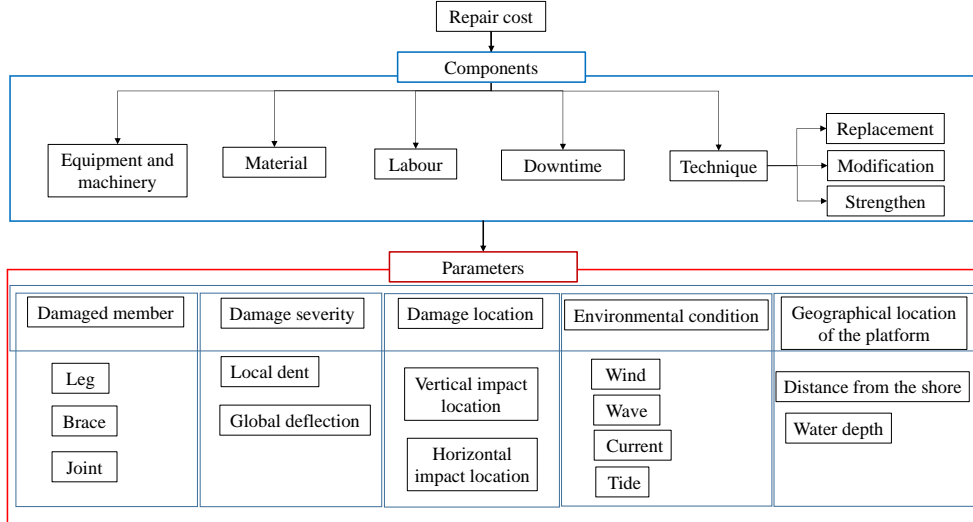 Repair cost
Components
Equipment and
machinery
Material
Labour
Downtime
Technique
Replacement
Modification
Strengthen
Parameters
Damaged member
Damage severity
Damage location
Environmental condition
Geographical location
of the platform
Leg
Brace
Joint
Local dent
Global deflection
Vertical impact
location
Horizontal
impact location
Wind
Wave
Current
Tide
Distance from the shore
Water depth